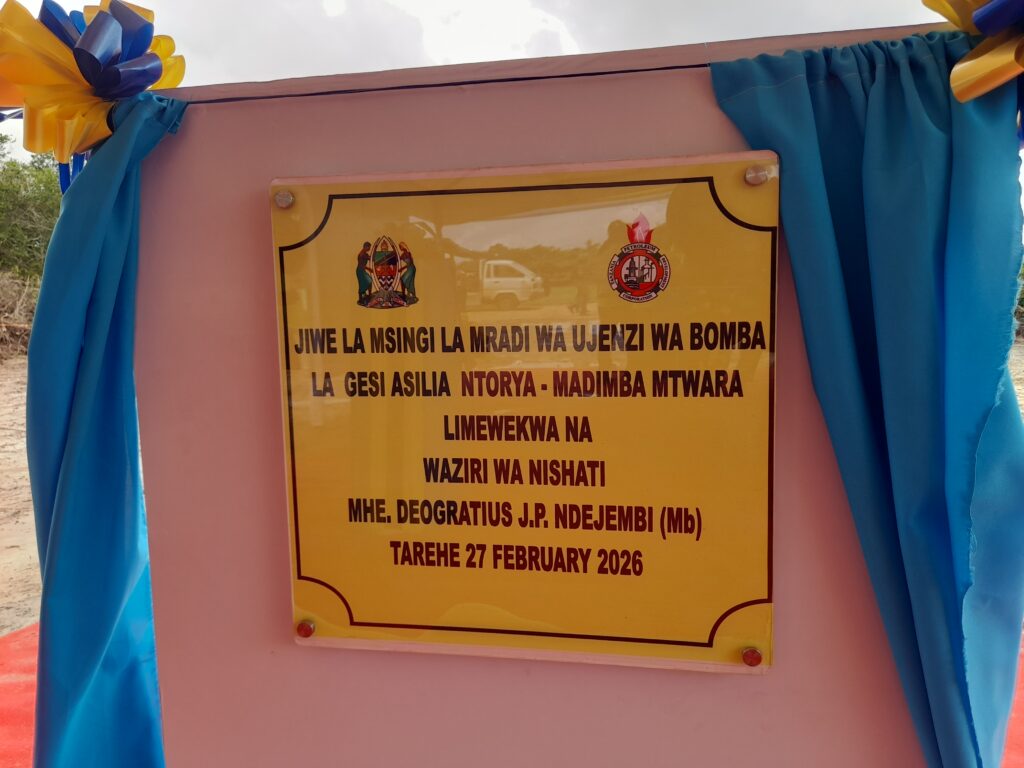 JIWE LA MSINGI LA MRADI WA UJENZI WA BOMBA
LA GESI ASILIA NTORYA - MADIMBA MTWARA
LIMEWEKWA NA
WAZIRI WA NISHATI
MHE. DEOGRATIUS J.P. NDEJEMBI (Mb)
TAREHE 27 FEBRUARY 2026